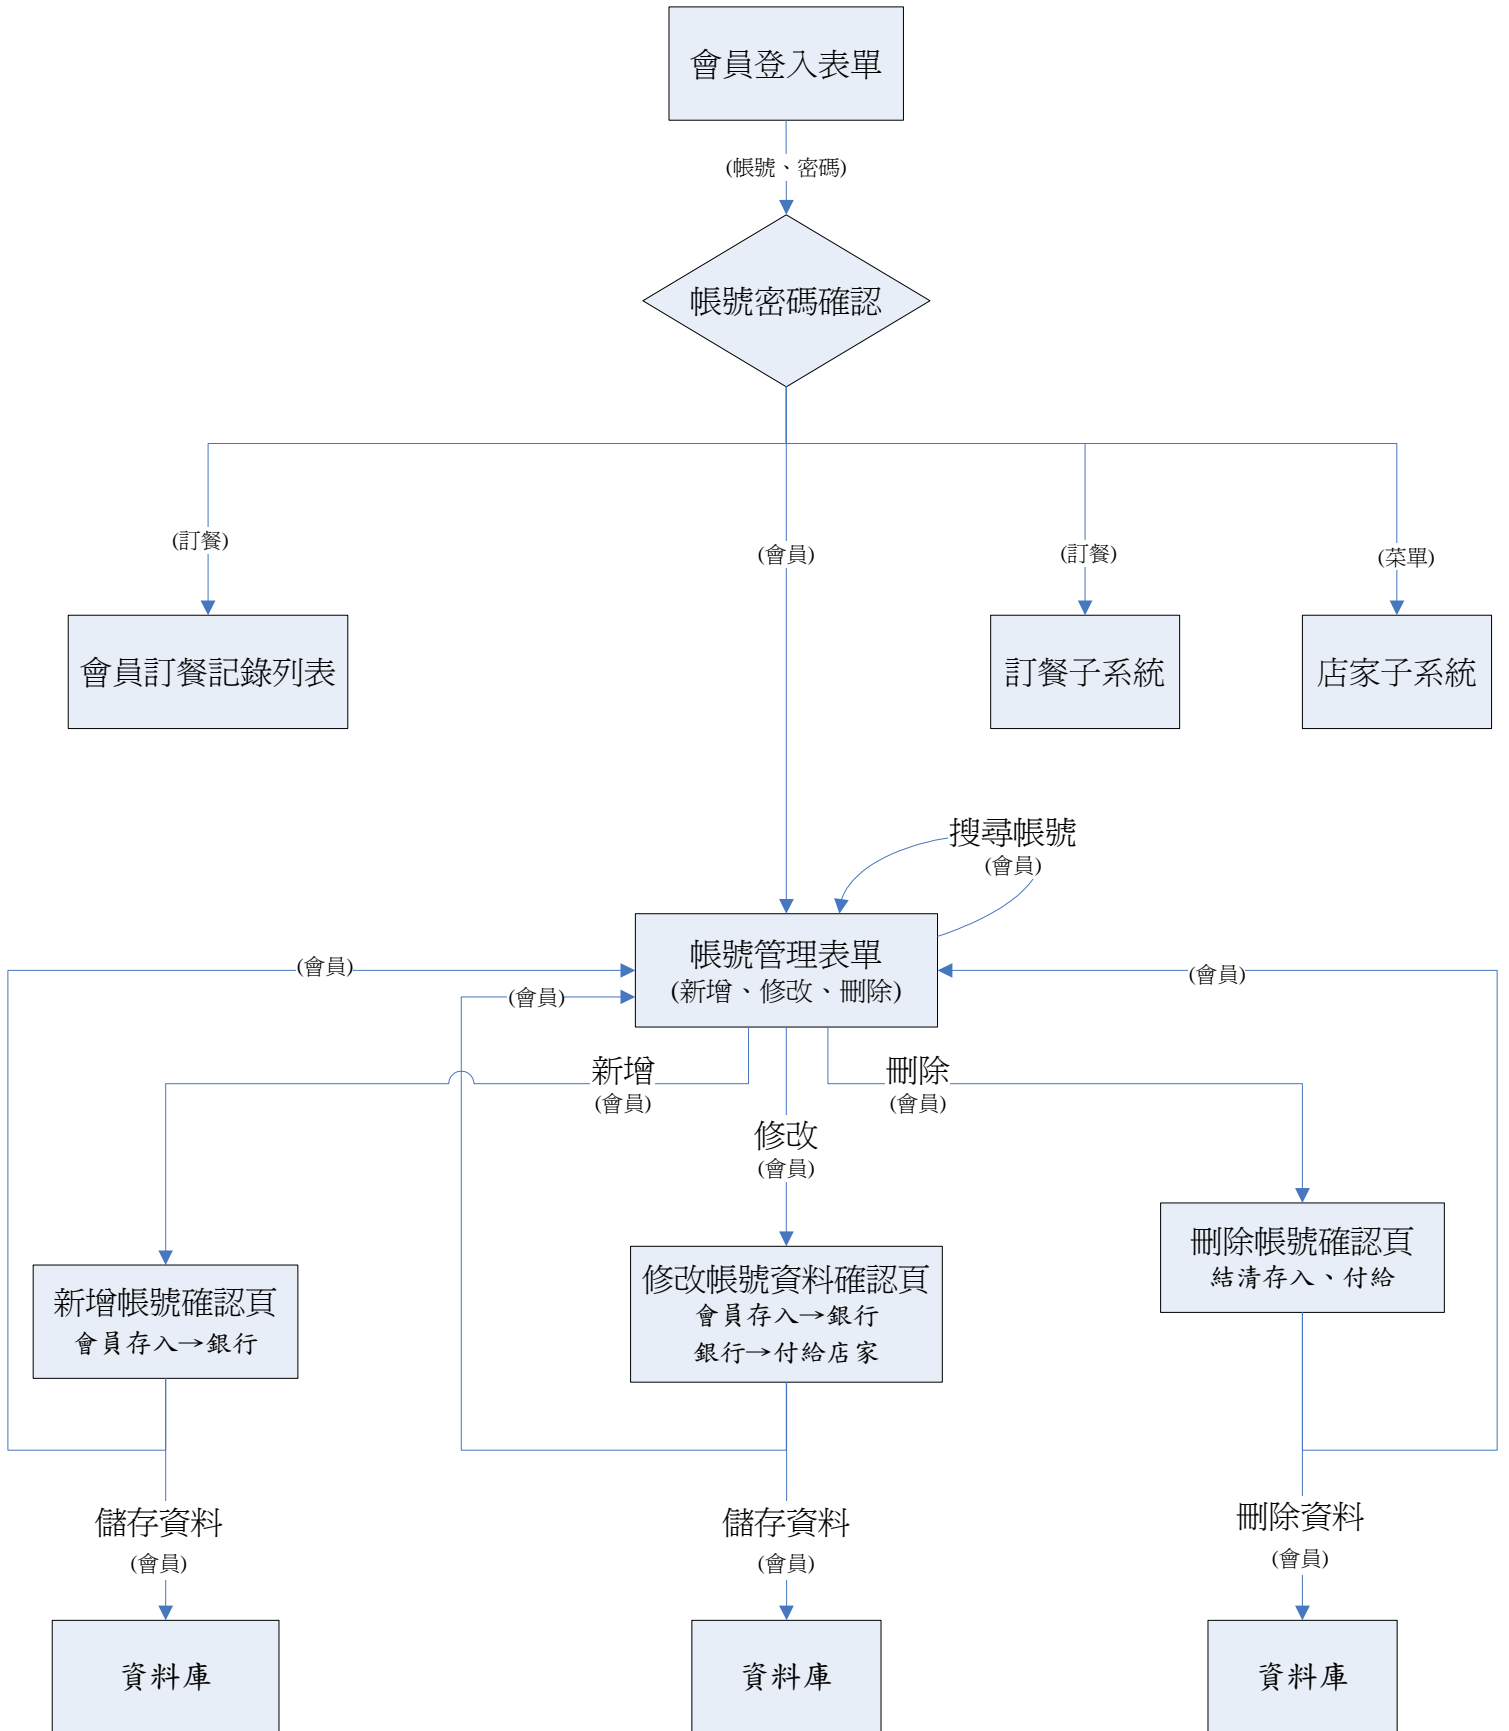 會員登入表單
(帳號、密碼)
帳號密碼確認
(訂餐)
(會員)
(訂餐)
(菜單)
會員訂餐記錄列表
訂餐子系統
店家子系統
搜尋帳號
(會員)
帳號管理表單
(新增、修改、刪除)
(會員)
(會員)
(會員)
新增
(會員)
刪除
(會員)
修改
(會員)
新增帳號確認頁
會員存入→銀行
修改帳號資料確認頁
會員存入→銀行
銀行→付給店家
刪除帳號確認頁
結清存入、付給
儲存資料
(會員)
儲存資料
(會員)
刪除資料
(會員)
資料庫
資料庫
資料庫